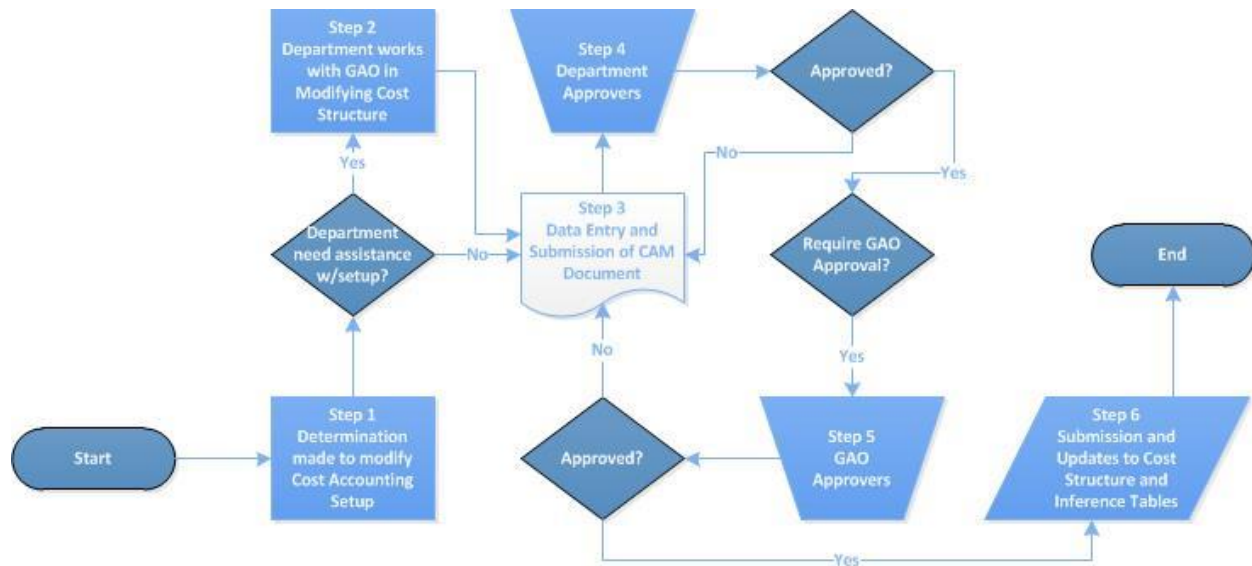 Step 2
Department works
with GAO in
Modifying Cost
Structure
Step 4
Department
Approvers
Approved?
No
Yes
Yes
Department
need assistance
w/setup?
No
Step 3
Data Entry and
Submission of CAM
Document
Require GAO
Approval?
End
No
Yes
Start
Step 1
Determination
made to modify
Cost Accounting
Setup
Approved?
Step 5
GAO
Approvers
Step 6
Submission and
Updates to Cost
Structure and
Inference Tables
Yes